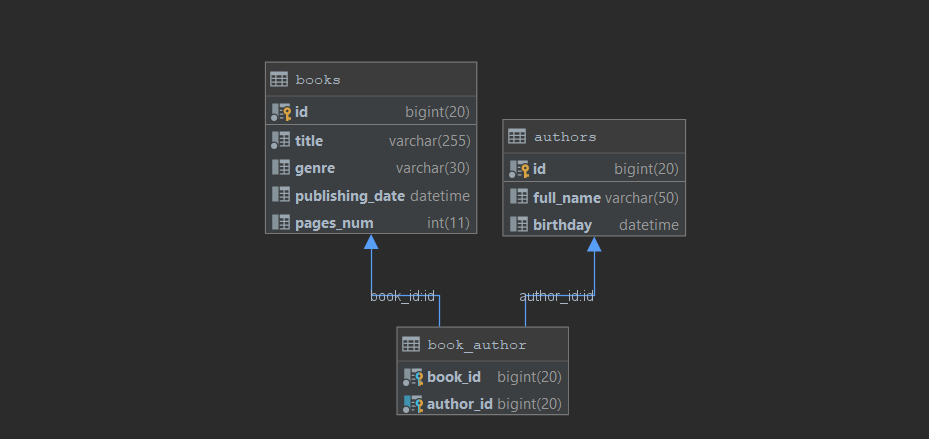 books
id bigint(20)
title varchar(255)
genre varchar(30)
publishing_date datetime
pages_num int(11)
authors
id bigint(20)
full_name varchar(50)
birthday datetime
book_id:id
author_id:id
book_author
book_id bigint(20)
author_id bigint(20)